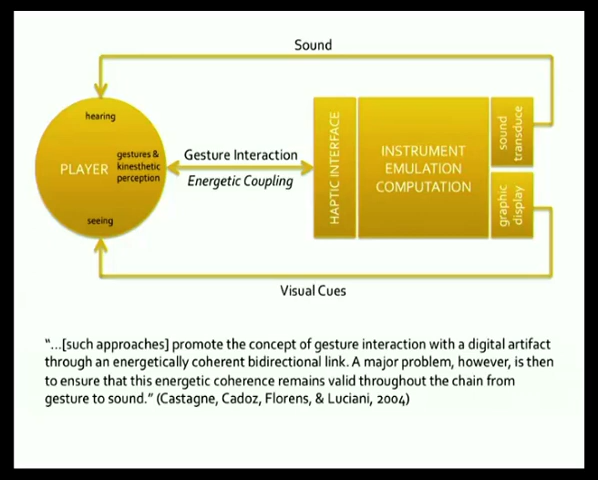 Sound
hearing
PLAYER
gestures &
kinesthetic
perception
seeing
Gesture Interaction
Energetic Coupling
HAPTIC INTERFACE
INSTRUMENT
EMULATION
COMPUTATION
sound
transduce
graphic
display
Visual Cues
“...[such approaches] promote the concept of gesture interaction with a digital artifact
through an energetically coherent bidirectional link. A major problem, however, is then
to ensure that this energetic coherence remains valid throughout the chain from
gesture to sound.” (Castagne, Cadoz, Florens, & Luciani, 2004)